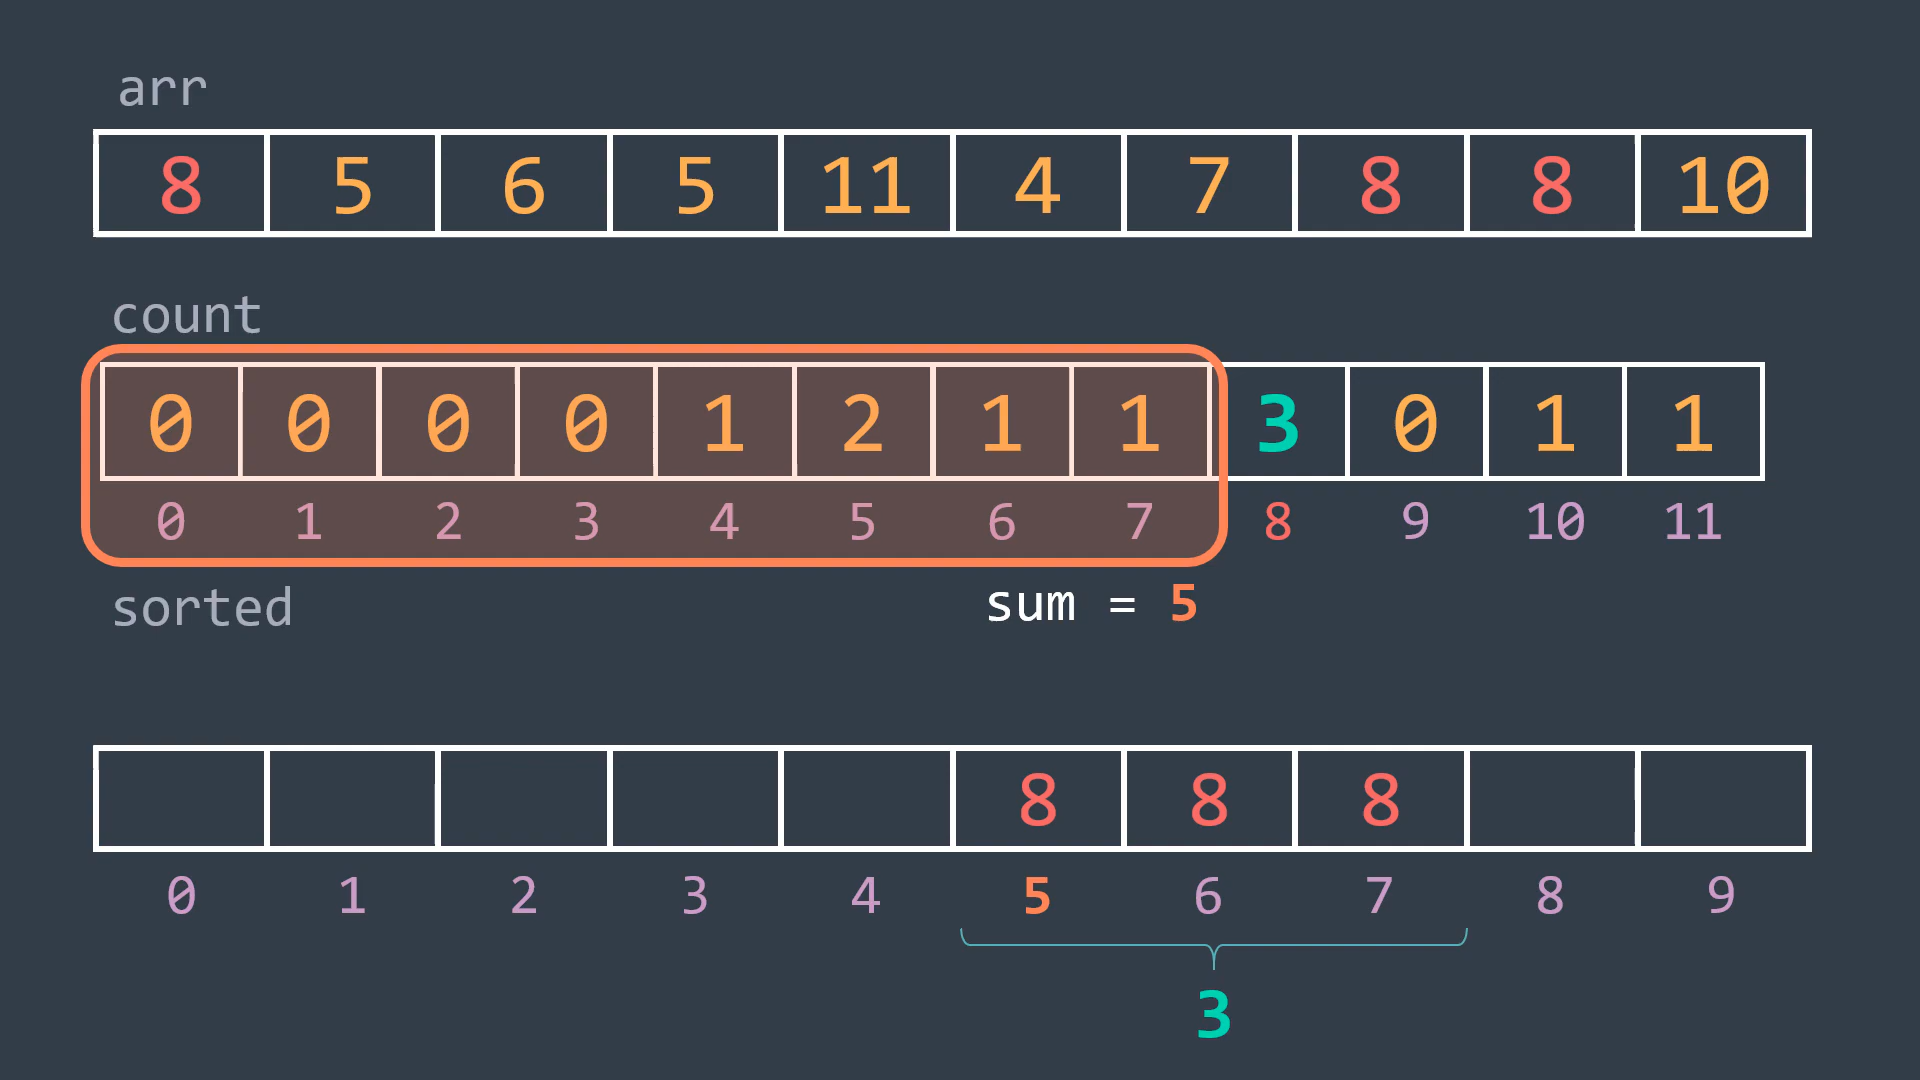 arr
8 5 6 5 11 4 7 8 8 10
count
0 0 0 0 1 2 1 1 3 0 1 1
0 1 2 3 4 5 6 7 8 9 10 11
sorted sum = 5
8 8 8
0 1 2 3 4 5 6 7 8 9
3